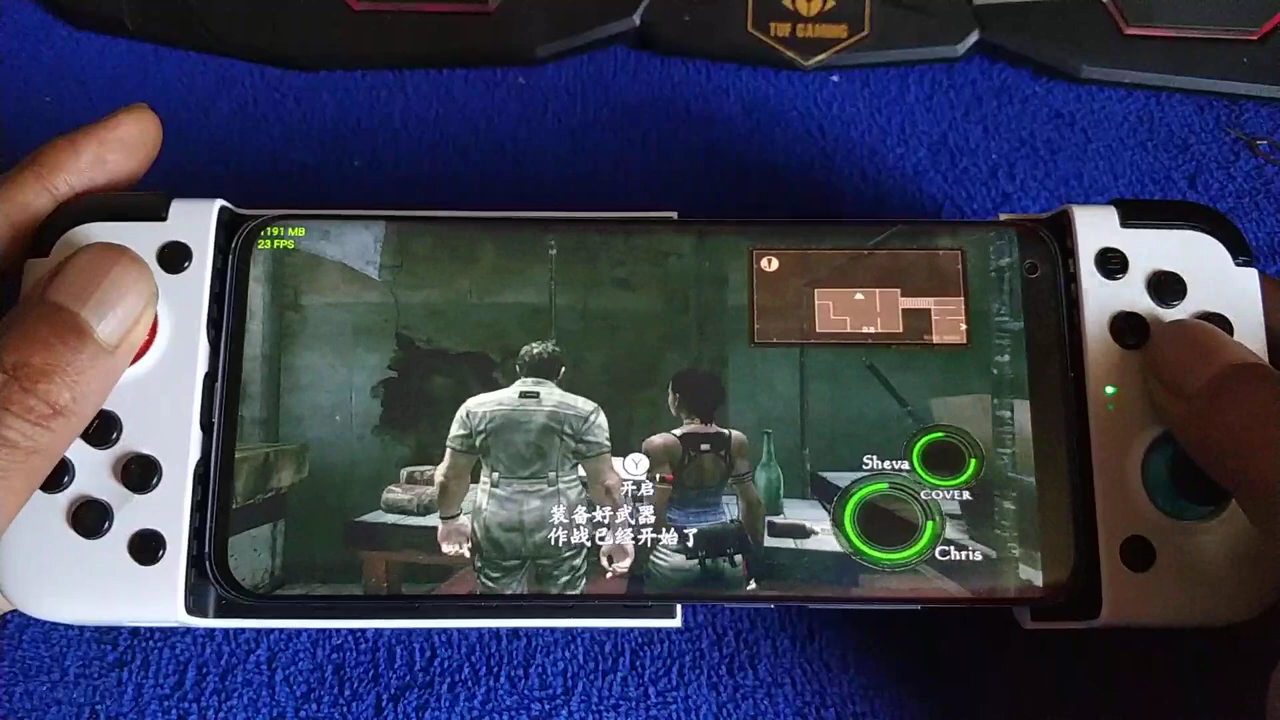 TUF GAMING
1191 MB
23 FPS
Sheva
COVER
Y
开启
装备好武器
作战已经开始了
Chris